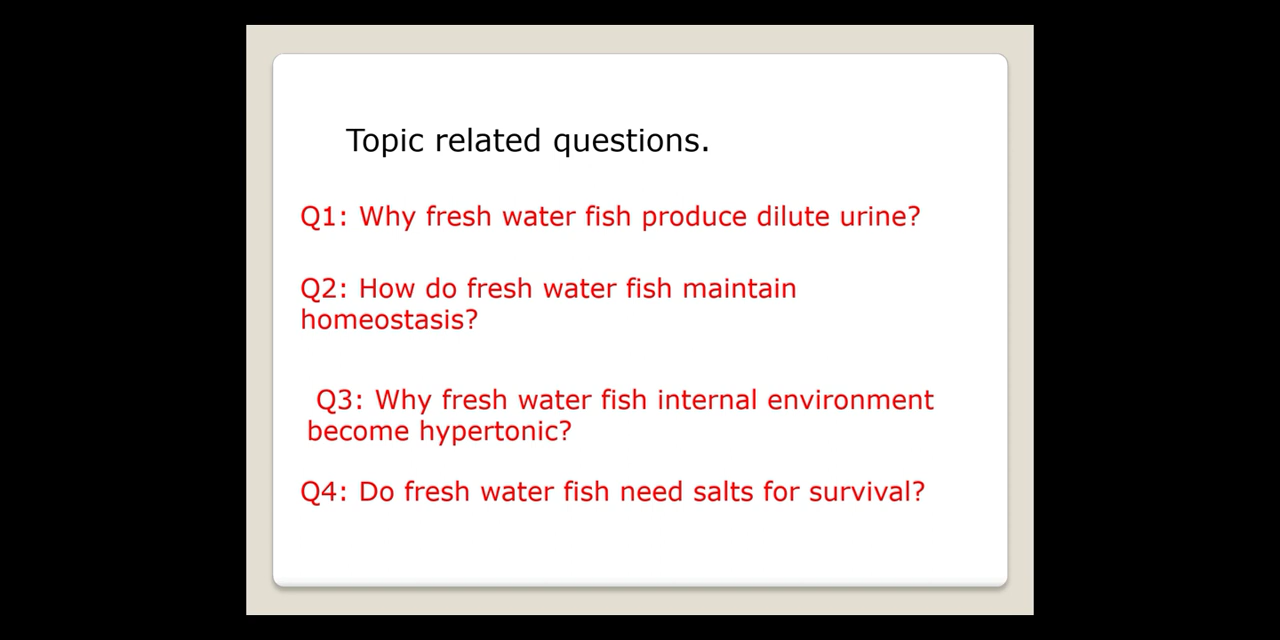 Topic related questions.
Q1: Why fresh water fish produce dilute urine?
Q2: How do fresh water fish maintain
homeostasis?
Q3: Why fresh water fish internal environment
become hypertonic?
Q4: Do fresh water fish need salts for survival?